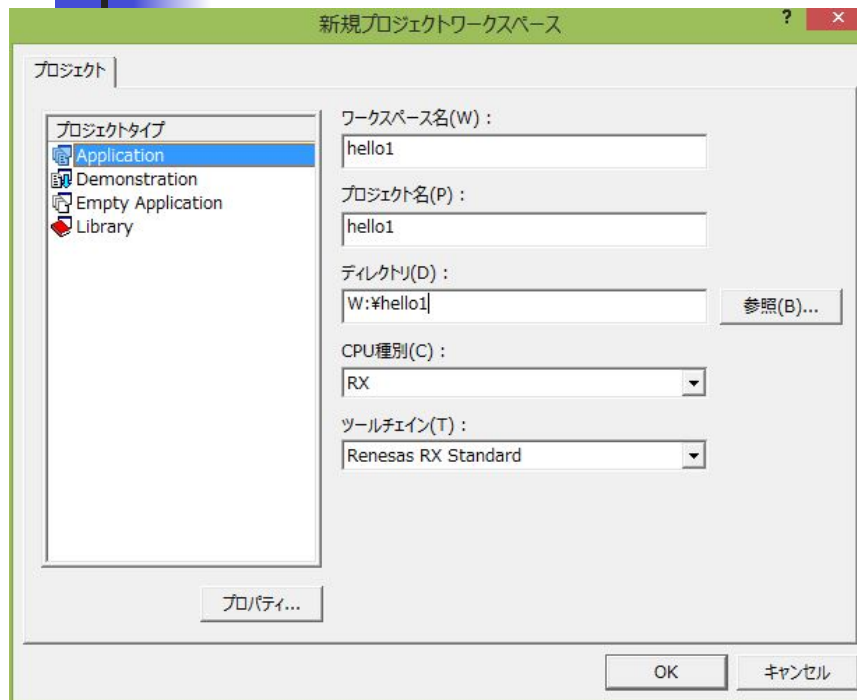 新規プロジェクトワークスペース
?
×
プロジェクト
プロジェクトタイプ
Application
Demonstration
Empty Application
Library
プロパティ...
ワークスペース名(W) :
hello1
プロジェクト名(P) :
hello1
ディレクトリ(D) :
W:¥hello1
参照(B)...
CPU種別(C) :
RX
ツールチェイン(T) :
Renesas RX Standard
OK
キャンセル